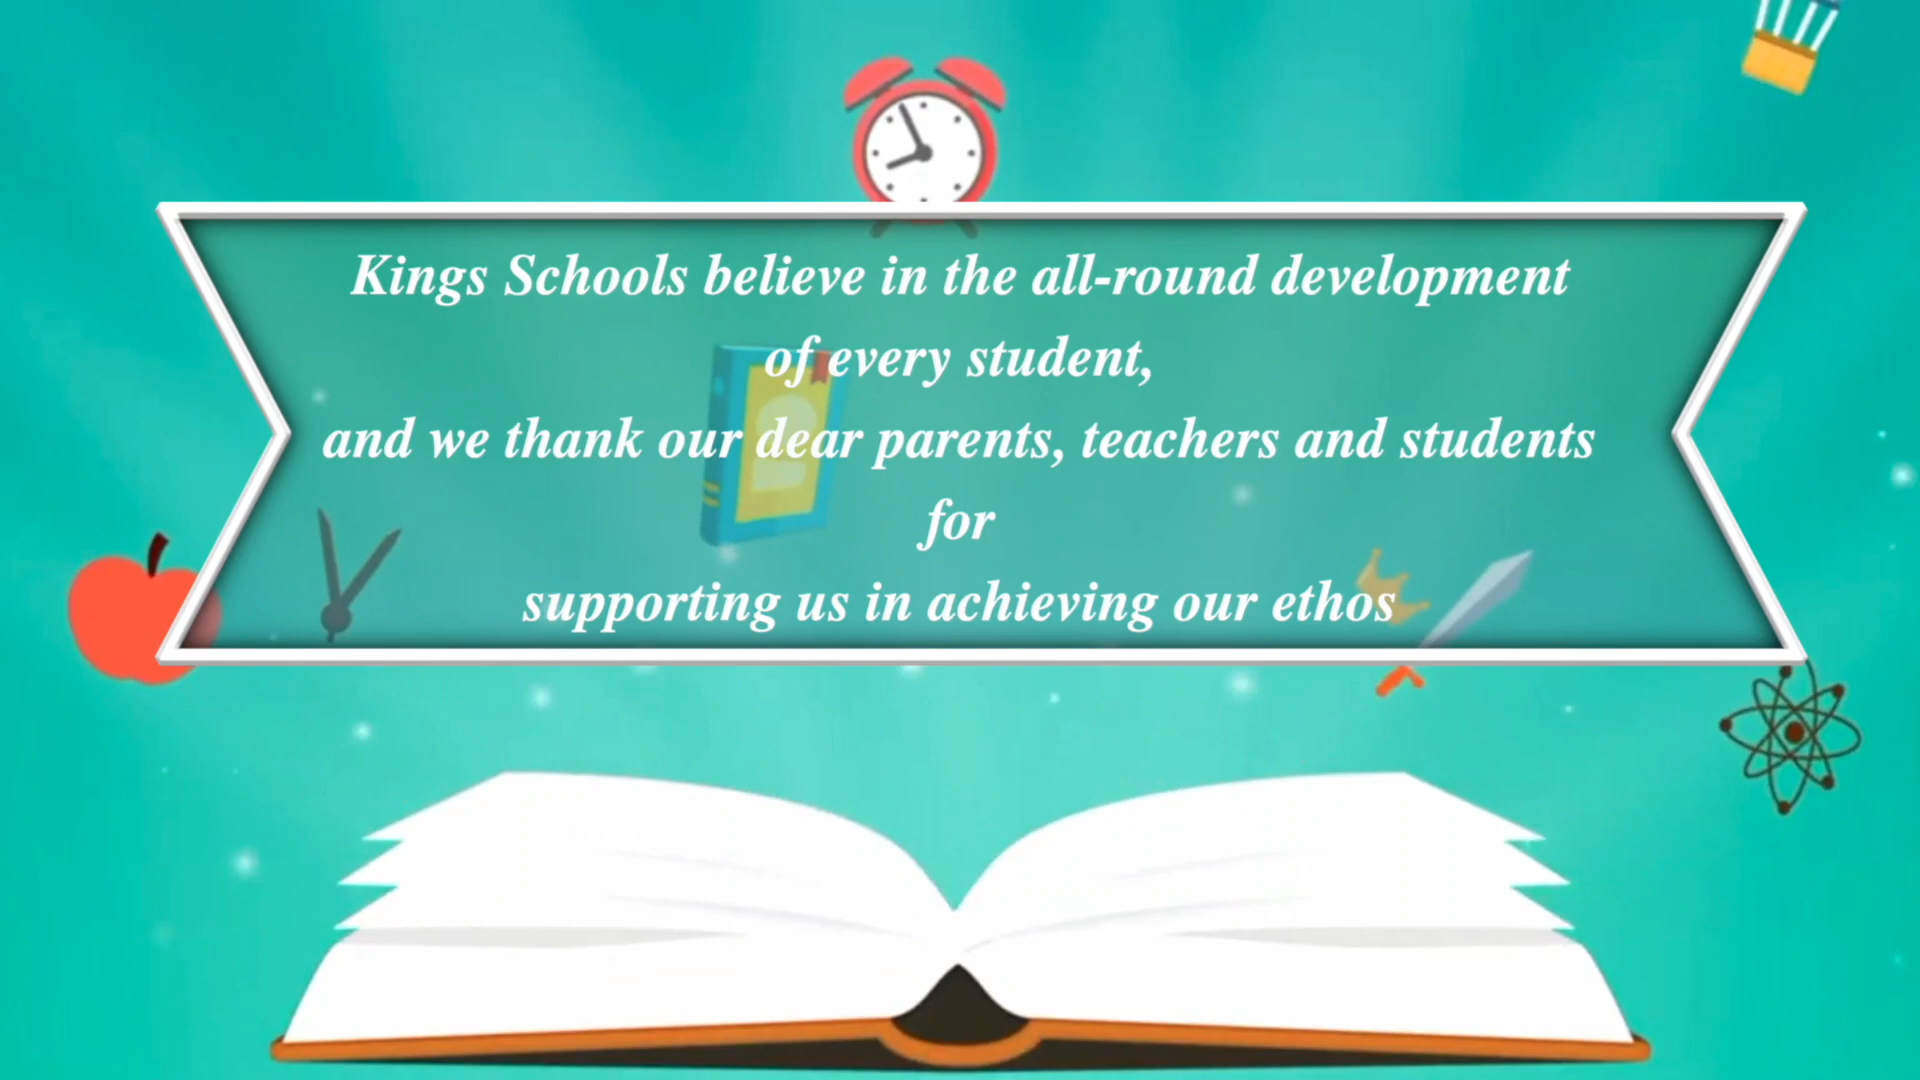 Kings Schools believe in the all-round development
of every student,
and we thank our dear parents, teachers and students
for
supporting us in achieving our ethos